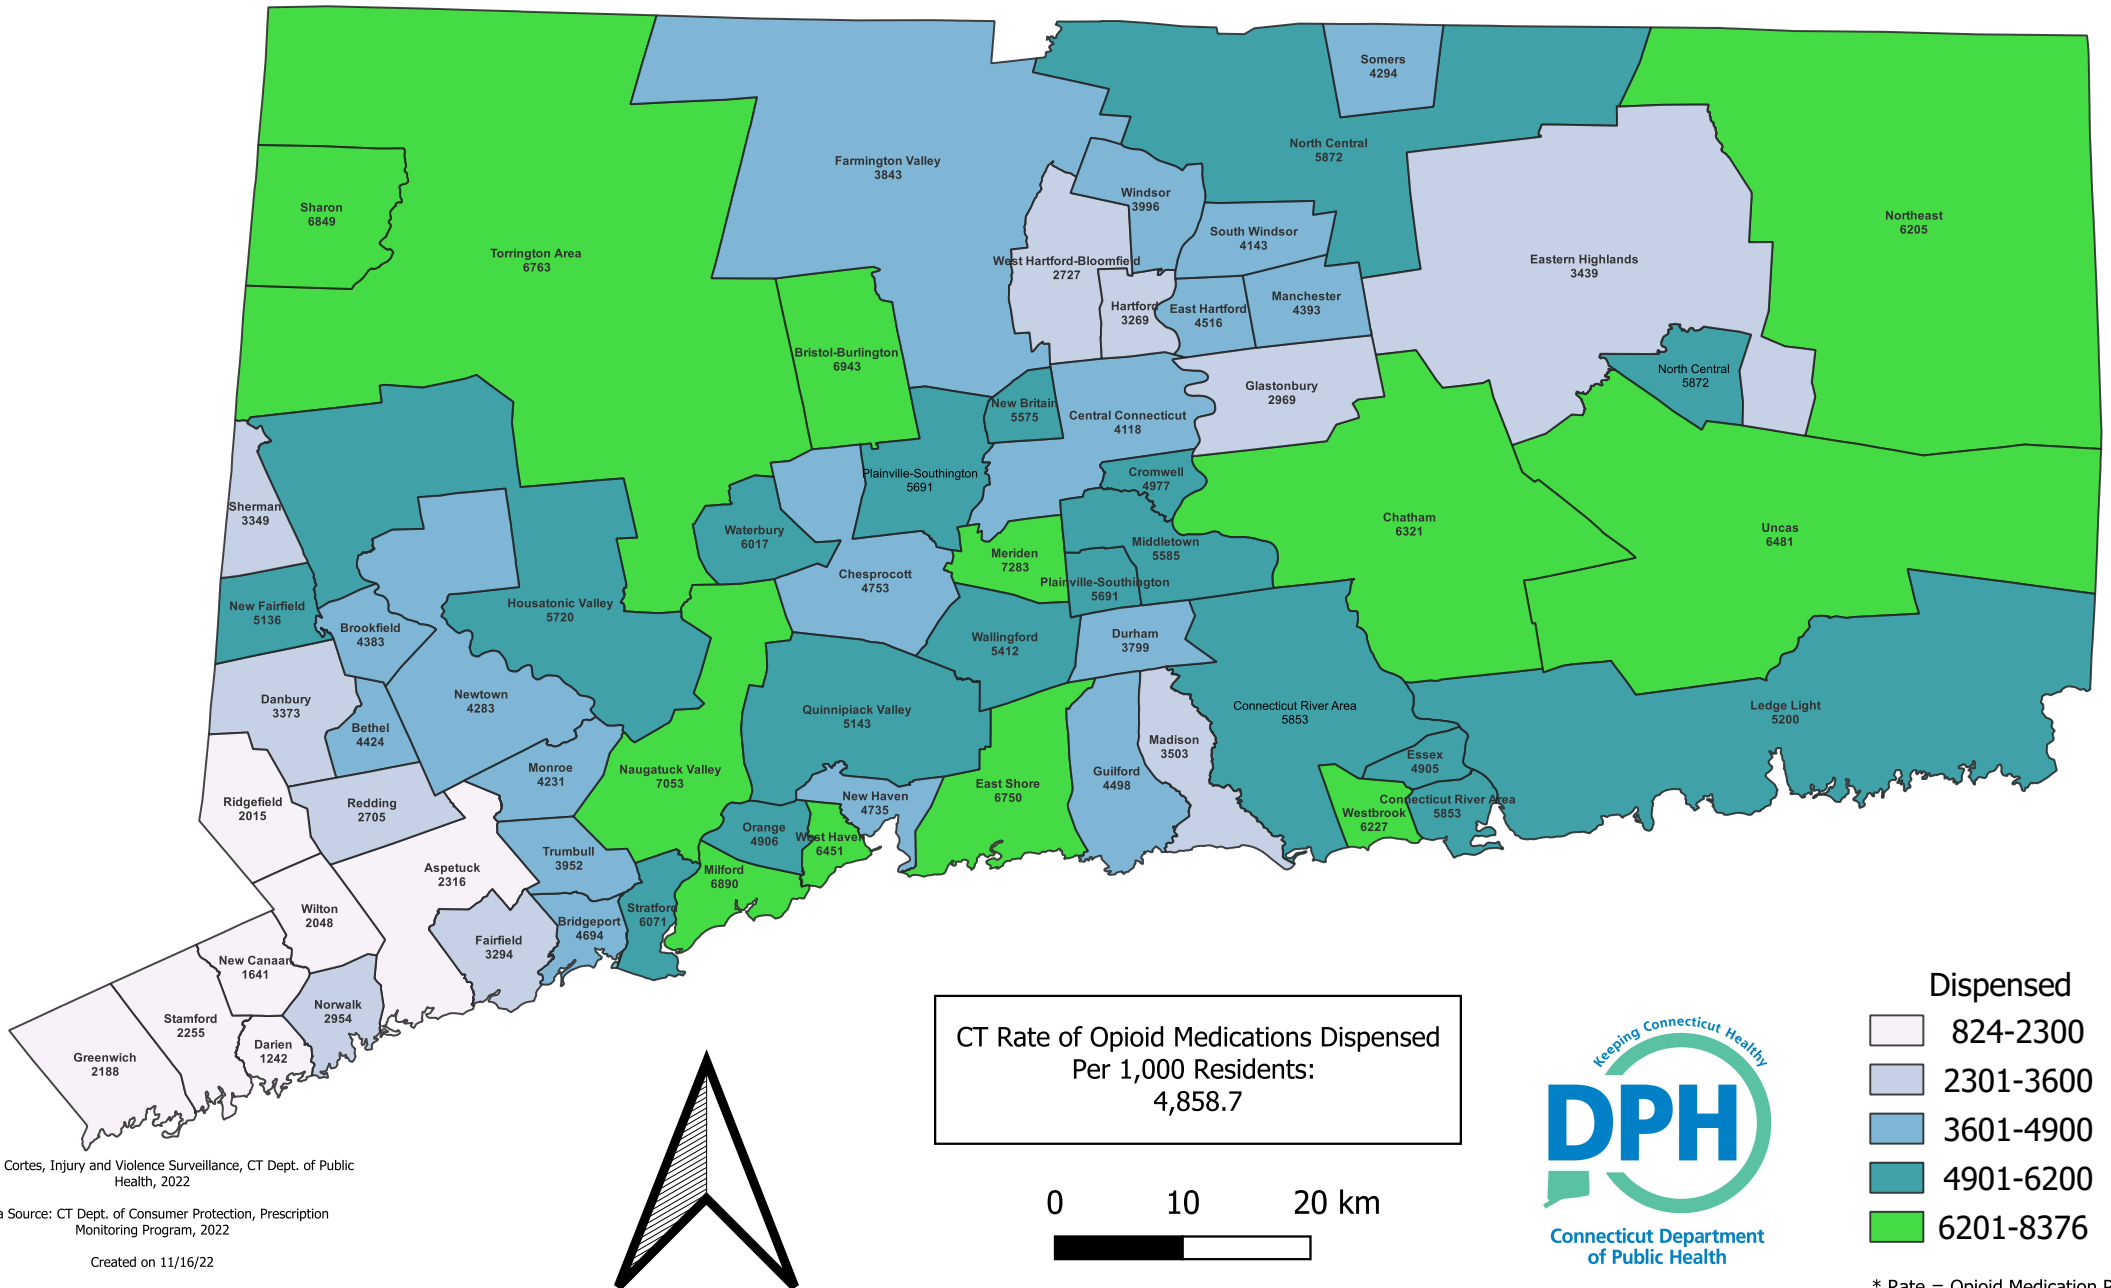 Somers
4294
North Central
5872
Farmington Valley
3843
Windsor
3996
Sharon
6849
Northeast
6205
South Windsor
4143
Torrington Area
6763
West Hartford-Bloomfield
2727
Eastern Highlands
3439
Hartford
3269
East Hartford
4516
Manchester
4393
Bristol-Burlington
6943
North Central
5872
Glastonbury
2969
New Britain
5575
Central Connecticut
4118
Plainville-Southington
5691
Cromwell
4977
Sherman
3349
Waterbury
6017
Chatham
6321
Uncas
6481
Meriden
7283
Middletown
5585
Chesprocott
4753
Plainville-Southington
5691
New Fairfield
5136
Housatonic Valley
5720
Brookfield
4383
Wallingford
5412
Durham
3799
Danbury
3373
Newtown
4283
Quinnipiack Valley
5143
Connecticut River Area
5853
Ledge Light
5200
Bethel
4424
Madison
3503
Essex
4905
Monroe
4231
Naugatuck Valley
7053
East Shore
6750
Guilford
4498
Ridgefield
2015
Redding
2705
New Haven
4735
Connecticut River Area
5853
Westbrook
6227
Orange
4906
West Haven
6451
Trumbull
3952
Aspetuck
2316
Milford
6890
Wilton
2048
Stratford
6071
Bridgeport
4694
Fairfield
3294
New Canaan
1641
Norwalk
2954
Stamford
2255
Darien
1242
Greenwich
2188
Cortes, Injury and Violence Surveillance, CT Dept. of Public
Health, 2022
a Source: CT Dept. of Consumer Protection, Prescription
Monitoring Program, 2022
Created on 11/16/22
CT Rate of Opioid Medications Dispensed
Per 1,000 Residents:
4,858.7
0 10 20 km
Keeping Connecticut Healthy
DPH
Connecticut Department
of Public Health
Dispensed
824-2300
2301-3600
3601-4900
4901-6200
6201-8376
* Rate = Opioid Medication